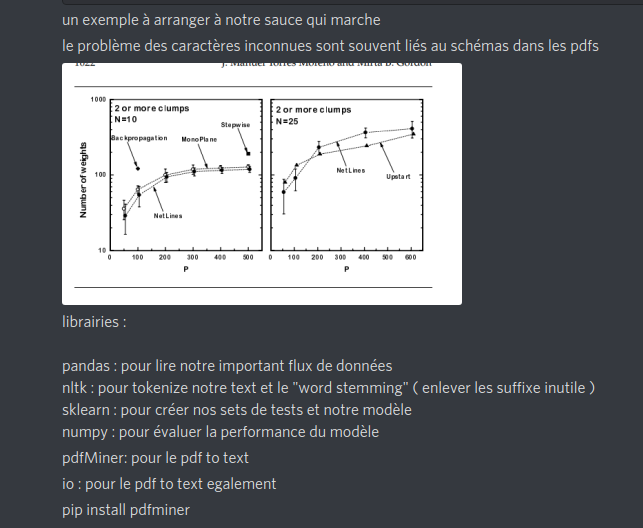 un exemple à arranger à notre sauce qui marche
le problème des caractères inconnues sont souvent liés au schémas dans les pdfs
1622 J. Manuel Torres Moreno and Mirta B. Gordon
1000
2 or more clumps
N=10
Stepwise
Backpropagation
MonoPlane
Number of weights
100
NetLines
10
0 100 200 300 400 500
P
2 or more clumps
N=25
NetLines
Upstart
0 100 200 300 400 500 600
P
librairies :
pandas : pour lire notre important flux de données
nltk : pour tokenize notre text et le "word stemming" ( enlever les suffixe inutile )
sklearn : pour créer nos sets de tests et notre modèle
numpy : pour évaluer la performance du modèle
pdfMiner: pour le pdf to text
io : pour le pdf to text egalement
pip install pdfminer